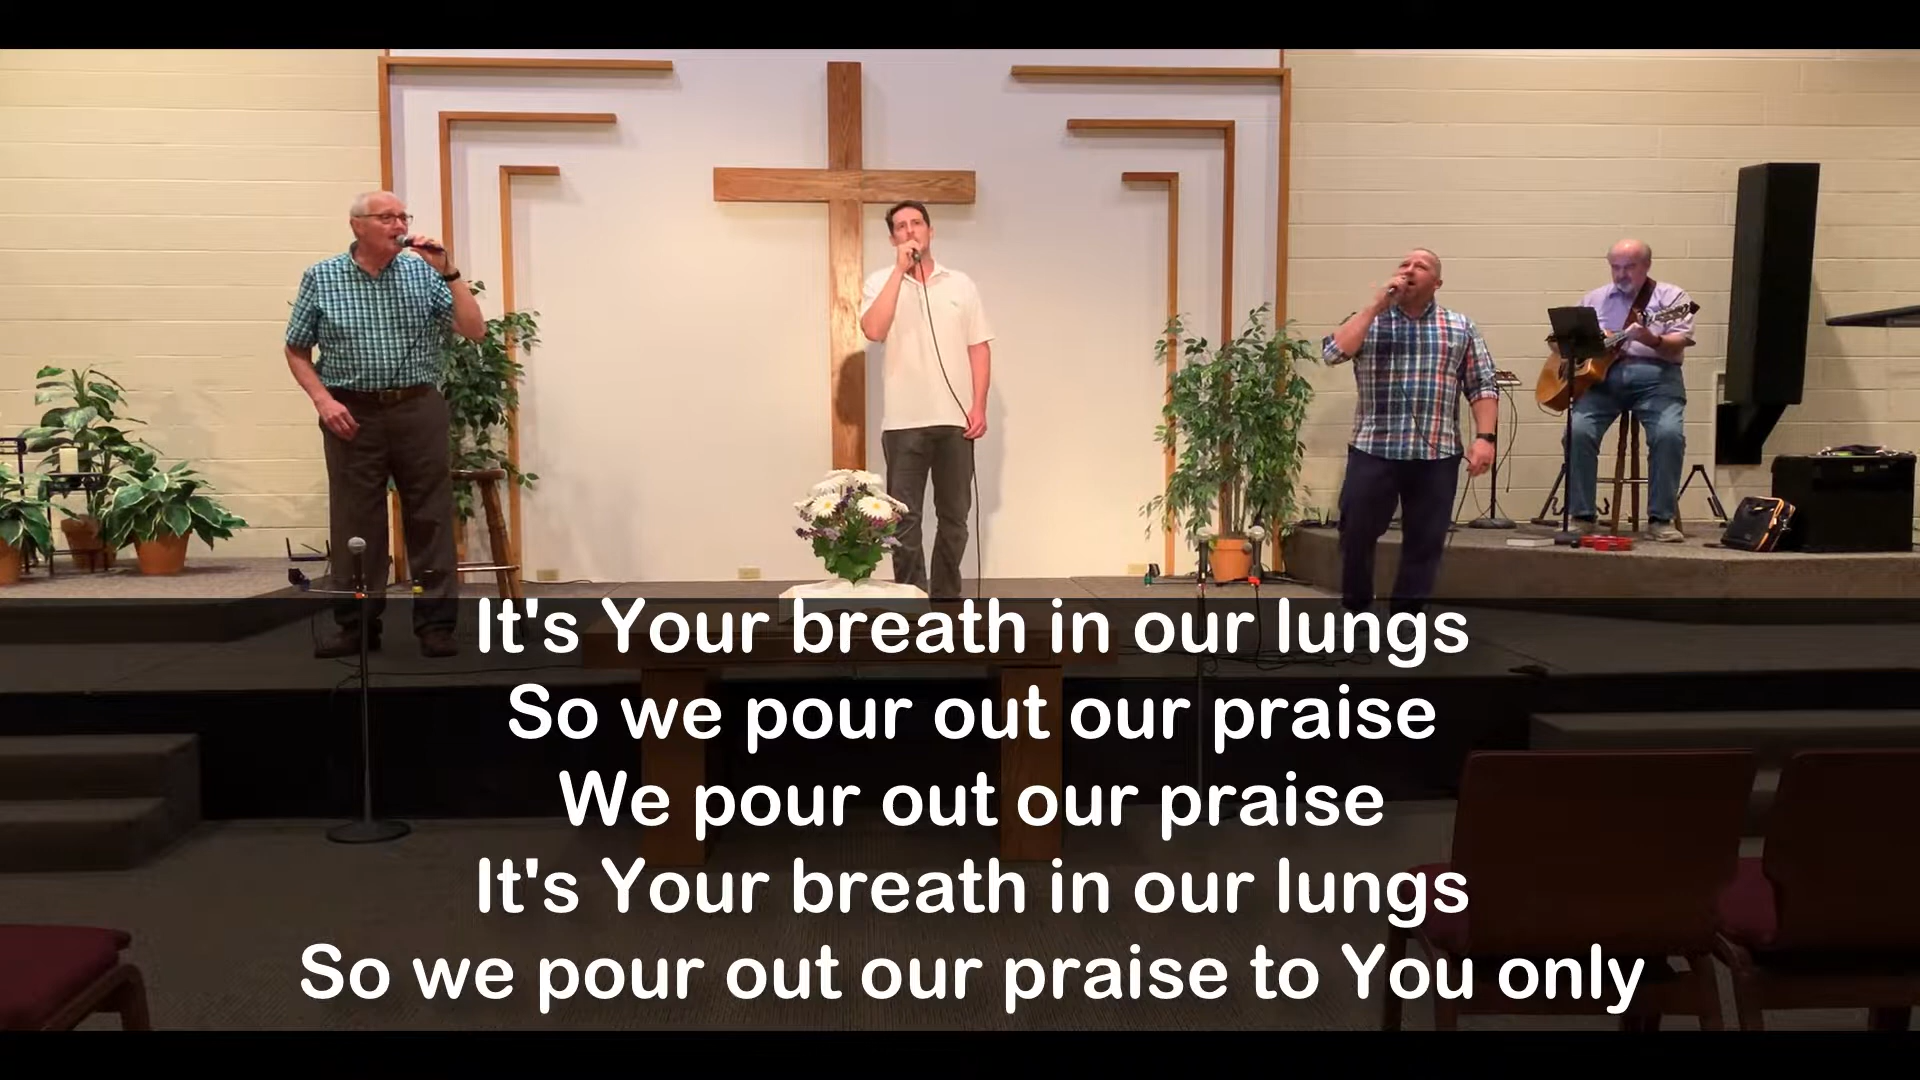 It's Your breath in our lungs
So we pour out our praise
We pour out our praise
It's Your breath in our lungs
So we pour out our praise to You only